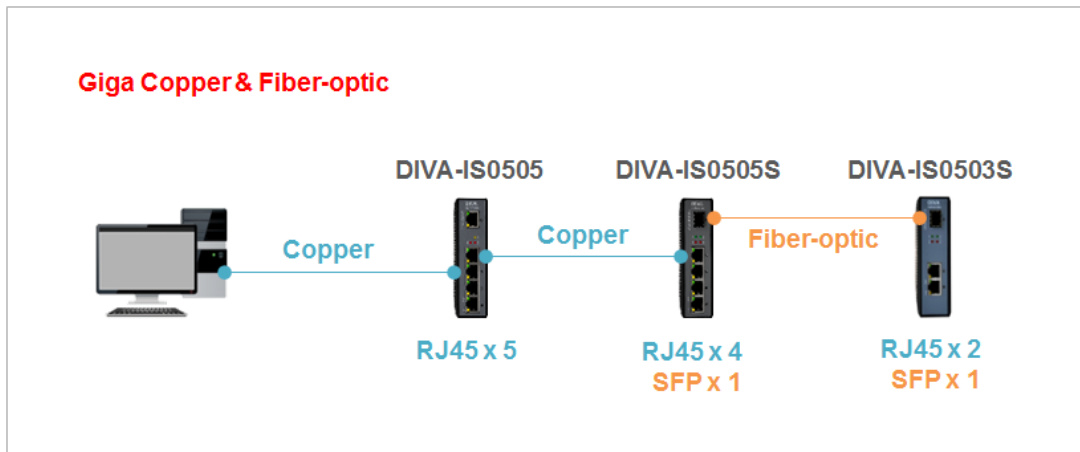 Giga Copper & Fiber-optic
DIVA-IS0505 DIVA-IS0505S DIVA-IS0503S
Copper Copper Fiber-optic
RJ45 x 5 RJ45 x 4 RJ45 x 2
SFP x 1 SFP x 1